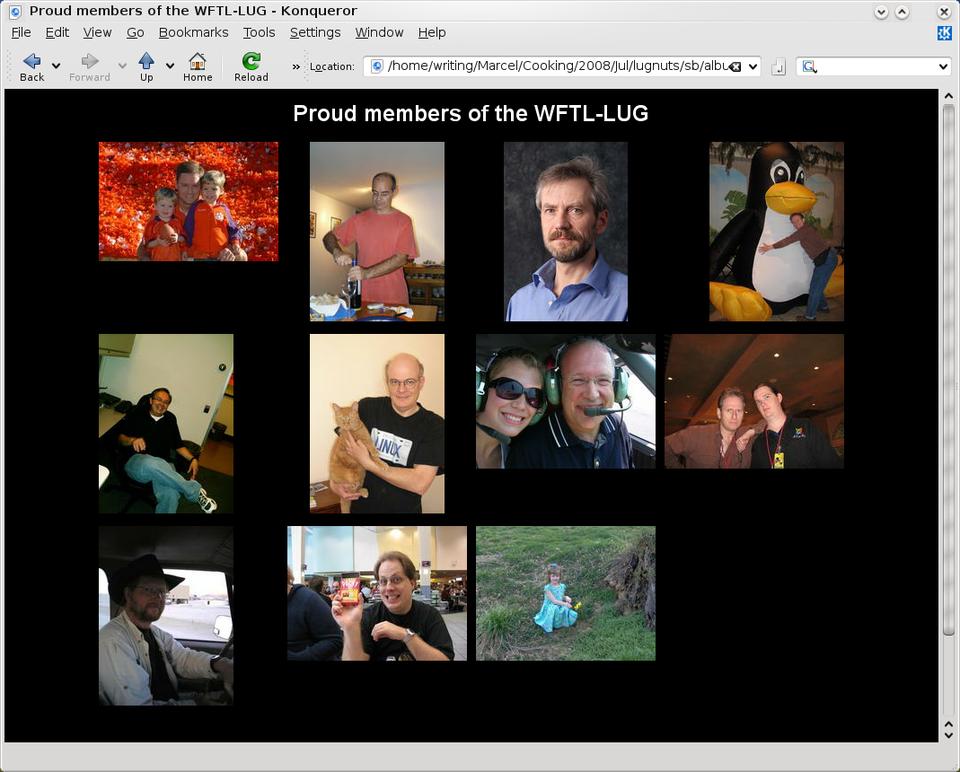 Proud members of the WFTL-LUG - Konqueror
File Edit View Go Bookmarks Tools Settings Window Help
Back Forward Up Home Reload » Location: /home/writing/Marcel/Cooking/2008/Jul/lugnuts/sb/albu
Proud members of the WFTL-LUG
LINUX